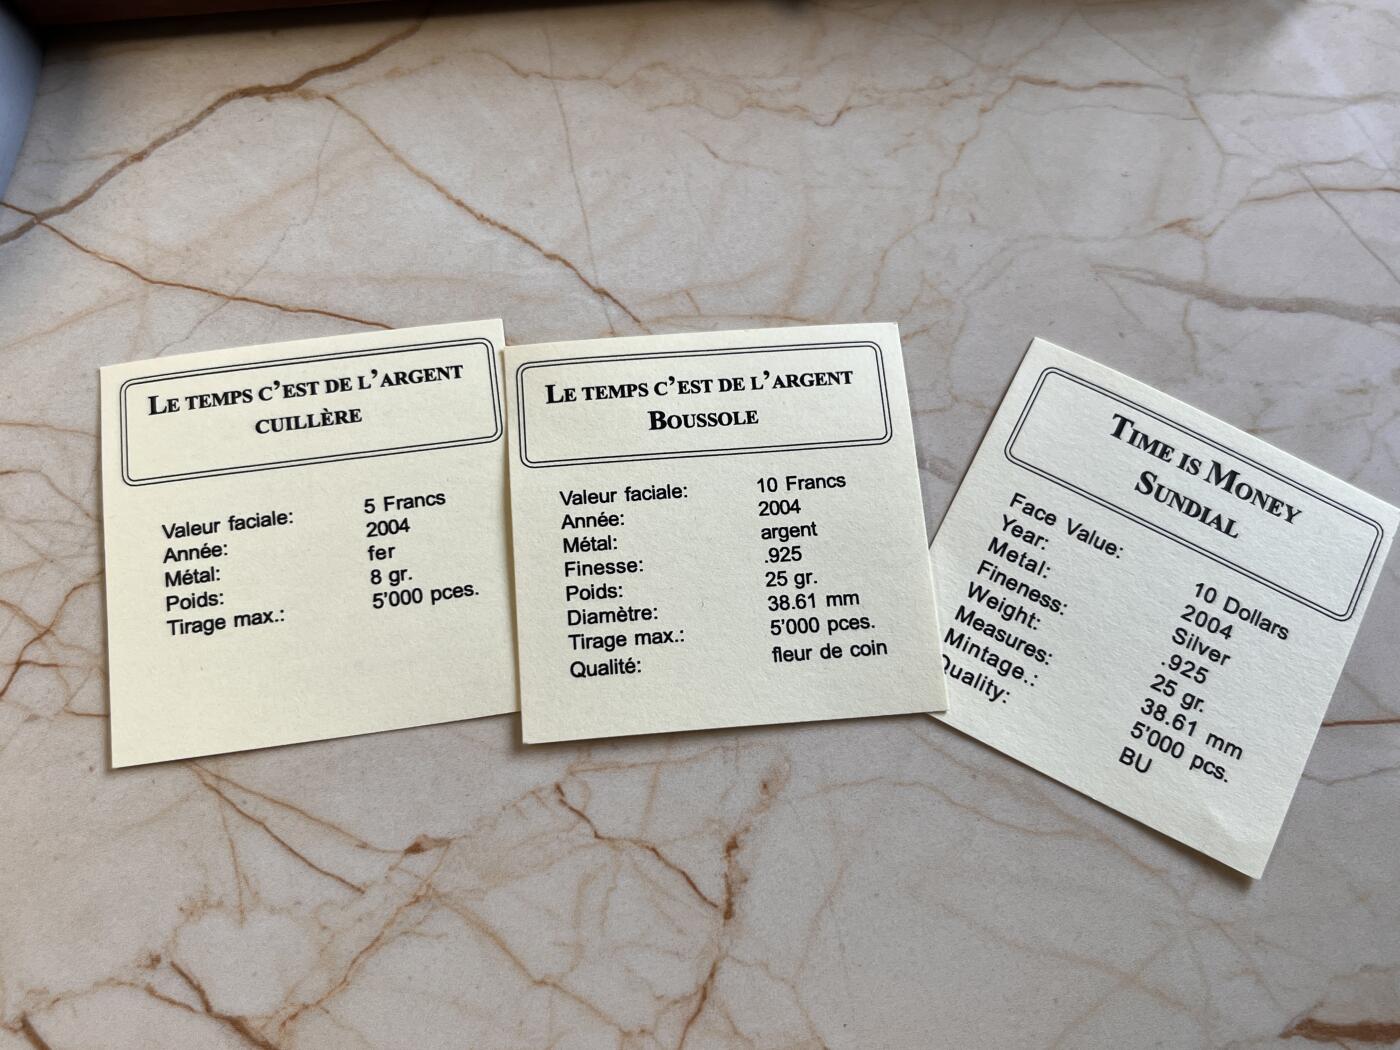 LE TEMPS C'EST DE L'ARGENT
CUILLÈRE
Valeur faciale: 5 Francs
Année: 2004
Métal: fer
Poids: 8 gr.
Tirage max.: 5'000 pces.
LE TEMPS C'EST DE L'ARGENT
BOUSSOLE
Valeur faciale: 10 Francs
Année: 2004
Métal: argent
Finesse: .925
Poids: 25 gr.
Diamètre: 38.61 mm
Tirage max.: 5'000 pces.
Qualité: fleur de coin
TIME IS MONEY
SUNDIAL
Face Value: 10 Dollars
Year: 2004
Metal: Silver
Fineness: .925
Weight: 25 gr.
Measures: 38.61 mm
Mintage.: 5'000 pcs.
Quality: BU